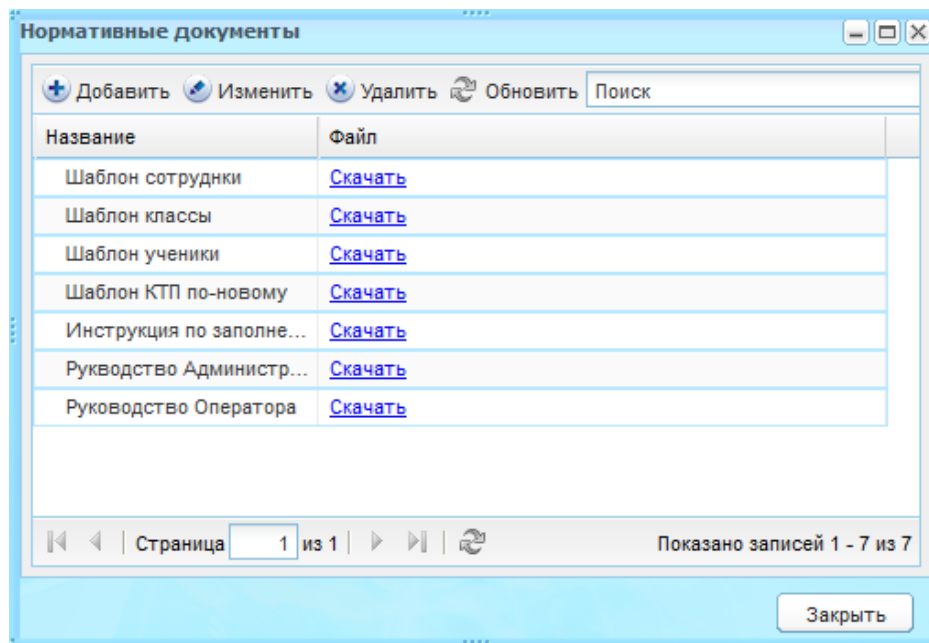 Нормативные документы
Добавить Изменить Удалить Обновить Поиск
Название Файл
Шаблон сотруднки Скачать
Шаблон классы Скачать
Шаблон ученики Скачать
Шаблон КТП по-новому Скачать
Инструкция по заполне... Скачать
Рукводство Администр... Скачать
Руководство Оператора Скачать
Страница 1 из 1 Показано записей 1 - 7 из 7
Закрыть